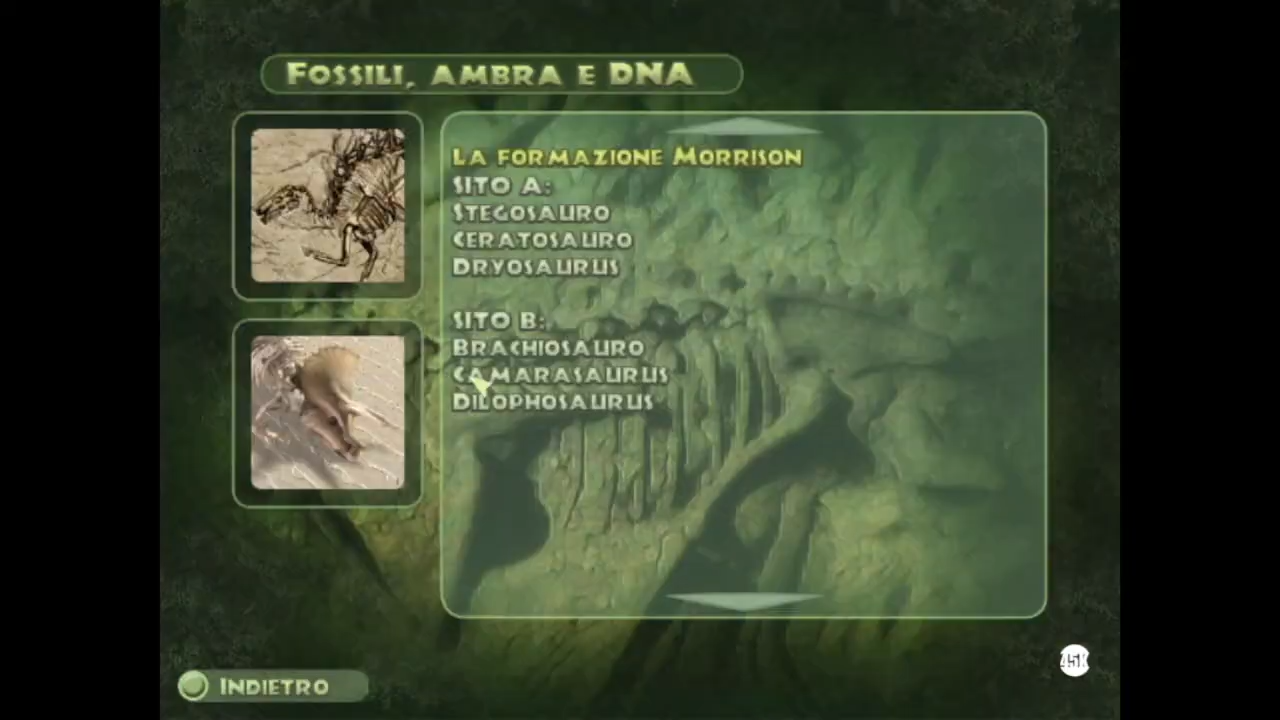 Fossili, ambra e DNA
La formazione Morrison
Sito A:
Stegosauro
Ceratosauro
Dryosaurus
Sito B:
Brachiosauro
Camarasaurus
Dilophosaurus
Indietro